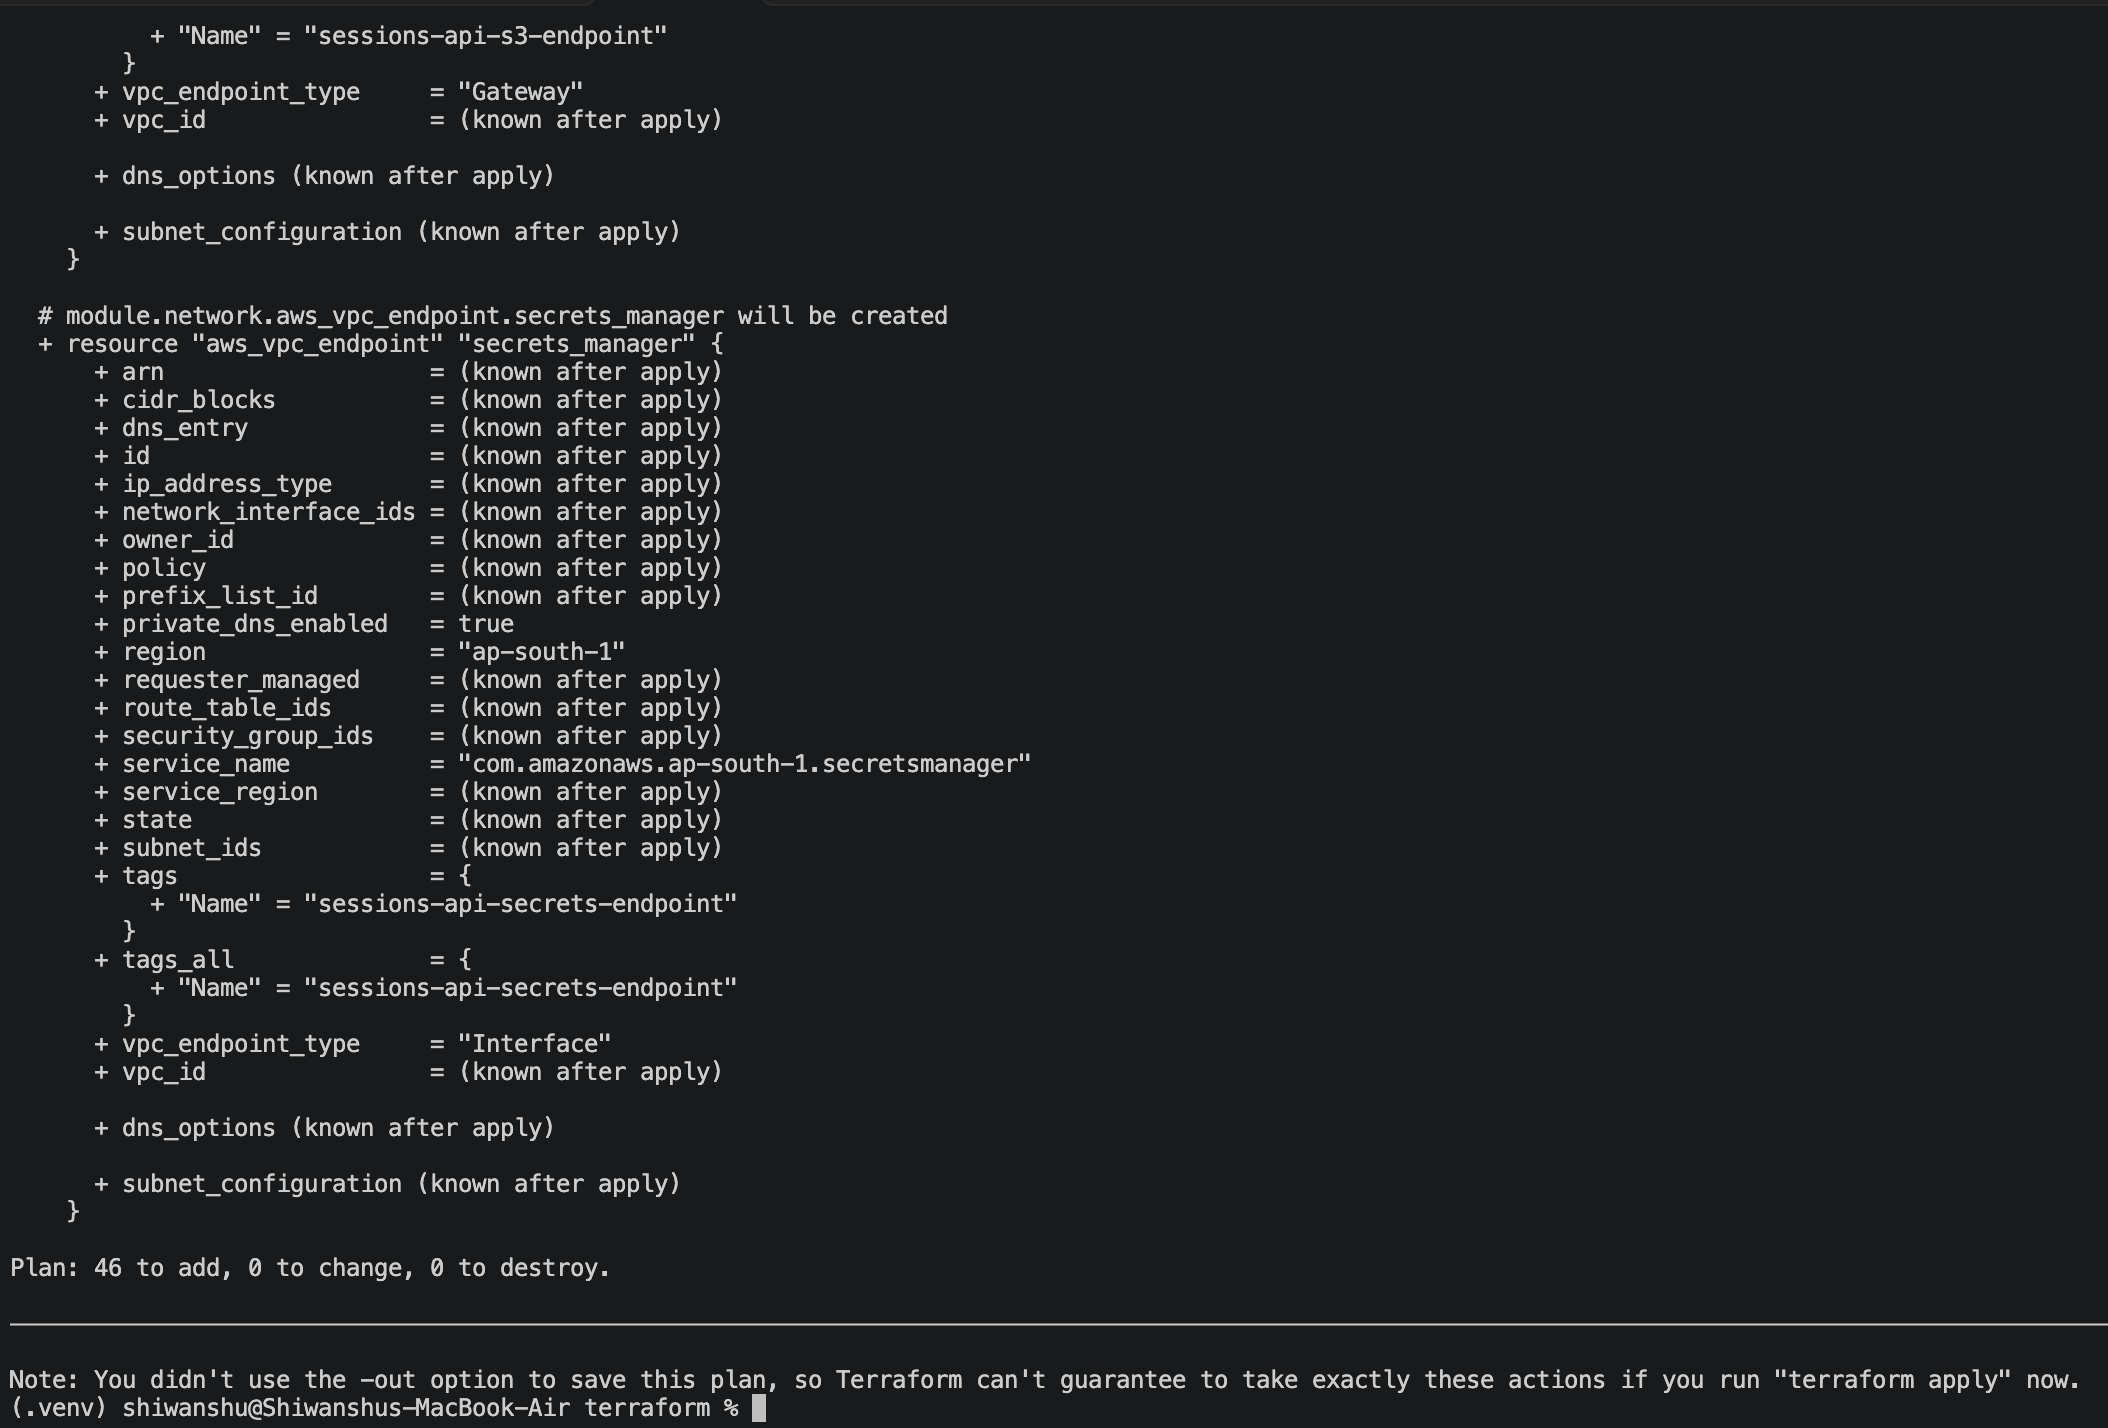 + "Name" = "sessions-api-s3-endpoint"
}
+ vpc_endpoint_type     = "Gateway"
+ vpc_id                = (known after apply)
+ dns_options (known after apply)
+ subnet_configuration (known after apply)
}
# module.network.aws_vpc_endpoint.secrets_manager will be created
+ resource "aws_vpc_endpoint" "secrets_manager" {
+ arn                   = (known after apply)
+ cidr_blocks           = (known after apply)
+ dns_entry             = (known after apply)
+ id                    = (known after apply)
+ ip_address_type       = (known after apply)
+ network_interface_ids = (known after apply)
+ owner_id              = (known after apply)
+ policy                = (known after apply)
+ prefix_list_id        = (known after apply)
+ private_dns_enabled   = true
+ region                = "ap-south-1"
+ requester_managed     = (known after apply)
+ route_table_ids       = (known after apply)
+ security_group_ids    = (known after apply)
+ service_name          = "com.amazonaws.ap-south-1.secretsmanager"
+ service_region        = (known after apply)
+ state                 = (known after apply)
+ subnet_ids            = (known after apply)
+ tags                  = {
+ "Name" = "sessions-api-secrets-endpoint"
}
+ tags_all              = {
+ "Name" = "sessions-api-secrets-endpoint"
}
+ vpc_endpoint_type     = "Interface"
+ vpc_id                = (known after apply)
+ dns_options (known after apply)
+ subnet_configuration (known after apply)
}
Plan: 46 to add, 0 to change, 0 to destroy.
Note: You didn't use the -out option to save this plan, so Terraform can't guarantee to take exactly these actions if you run "terraform apply" now.
(.venv) shiwanshu@Shiwanshus-MacBook-Air terraform %